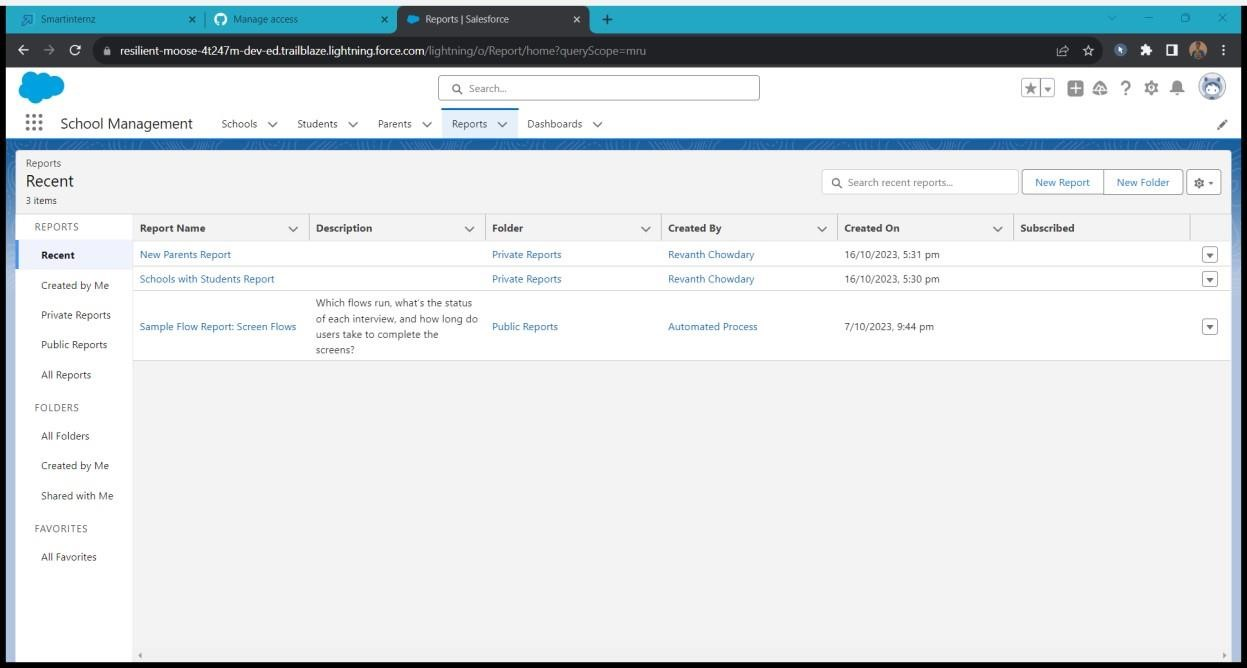 Smartinternz
Manage access
Reports | Salesforce
resilient-moose-4t247m-dev-ed.trailblaze.lightning.force.com/lightning/o/Report/home?queryScope=mru
Search...
School Management
Schools
Students
Parents
Reports
Dashboards
Reports
Recent
3 items
Search recent reports...
New Report
New Folder
REPORTS
Recent
Created by Me
Private Reports
Public Reports
All Reports
FOLDERS
All Folders
Created by Me
Shared with Me
FAVORITES
All Favorites
Report Name Description Folder Created By Created On Subscribed
New Parents Report Private Reports Revanth Chowdary 16/10/2023, 5:31 pm
Schools with Students Report Private Reports Revanth Chowdary 16/10/2023, 5:30 pm
Which flows run, what's the status
of each interview, and how long do
Sample Flow Report: Screen Flows users take to complete the Public Reports Automated Process 7/10/2023, 9:44 pm
screens?